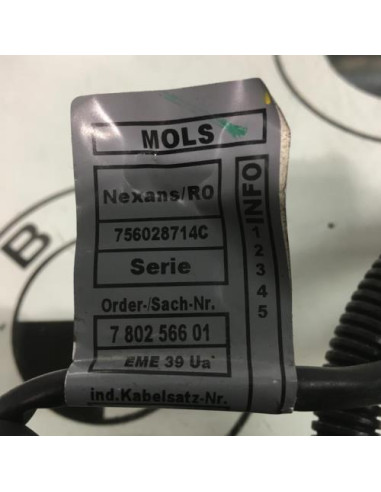 MOLS
Nexans/RO
756028714C
Serie
Order-/Sach-Nr.
7 802 566 01
EME 39 Ua
ind.Kabelsatz-Nr.
INFO
1 2 3 4 5
B